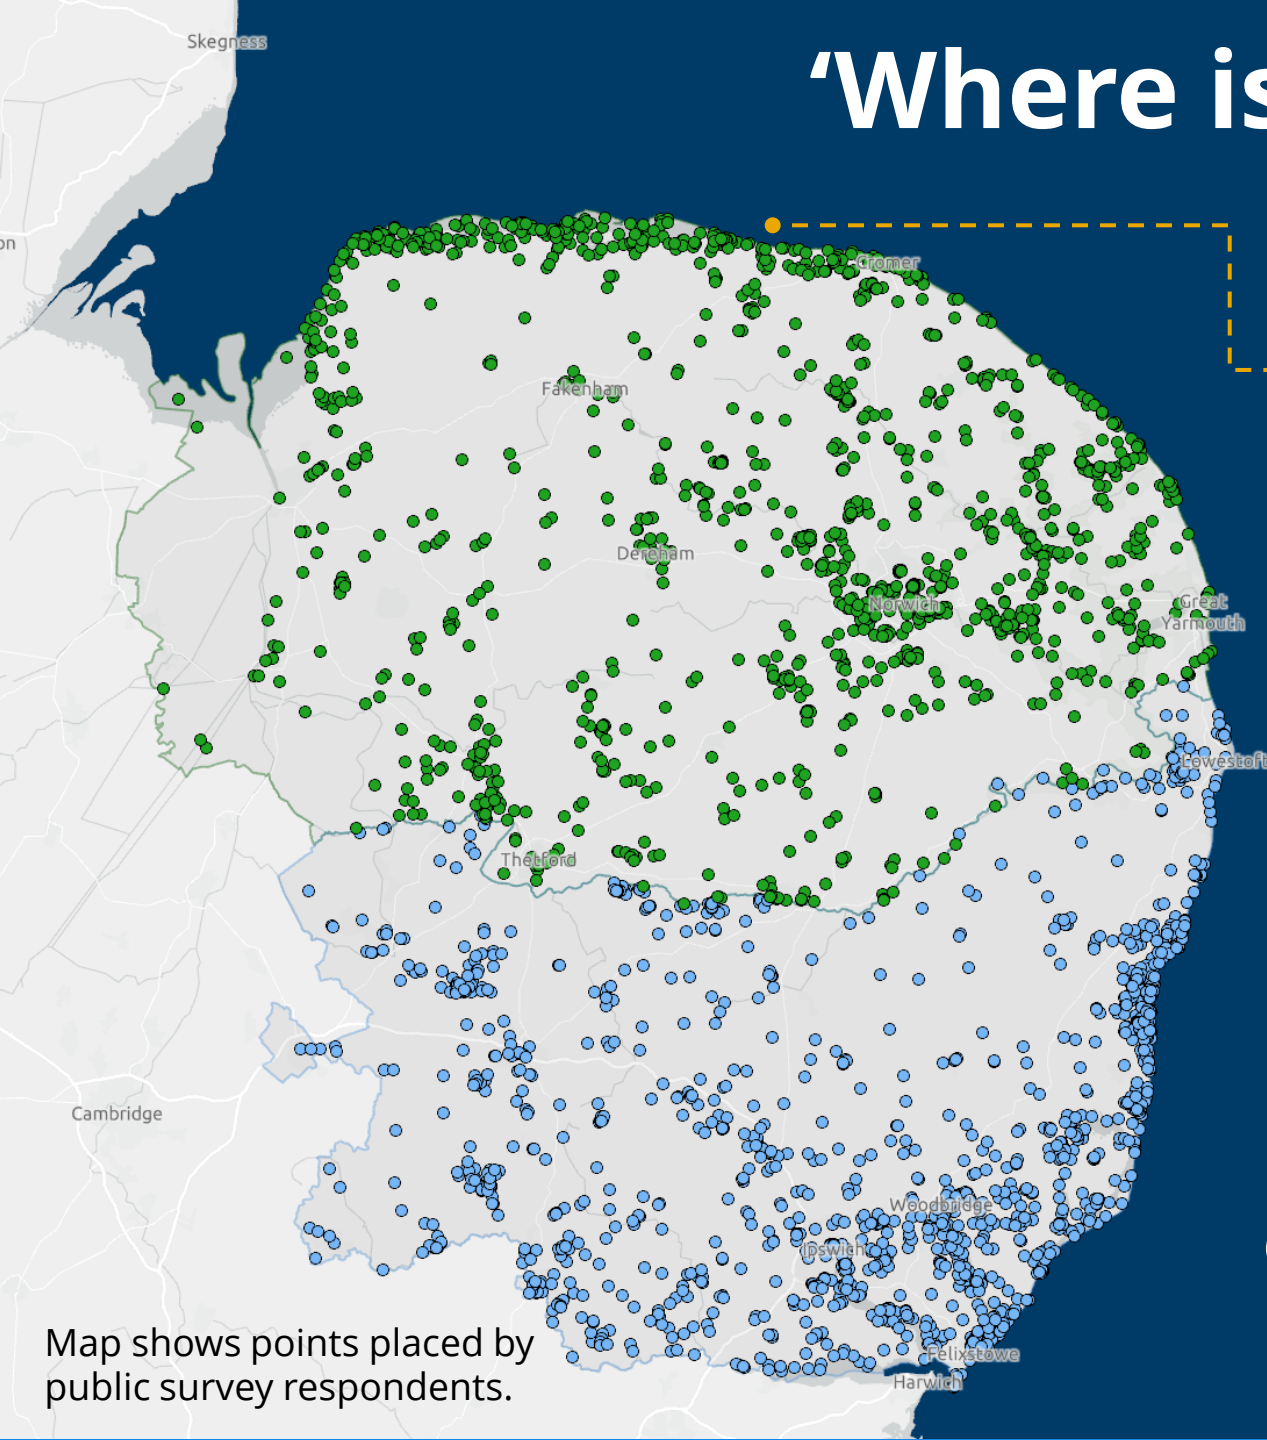 Skegness
‘Where is
on
Cromer
Fakenham
Dereham
Norwich
Great
Yarmouth
Lowestoft
Thetford
Cambridge
Woodbridge
Ipswich
Map shows points placed by
public survey respondents.
Felixstowe
Harwich